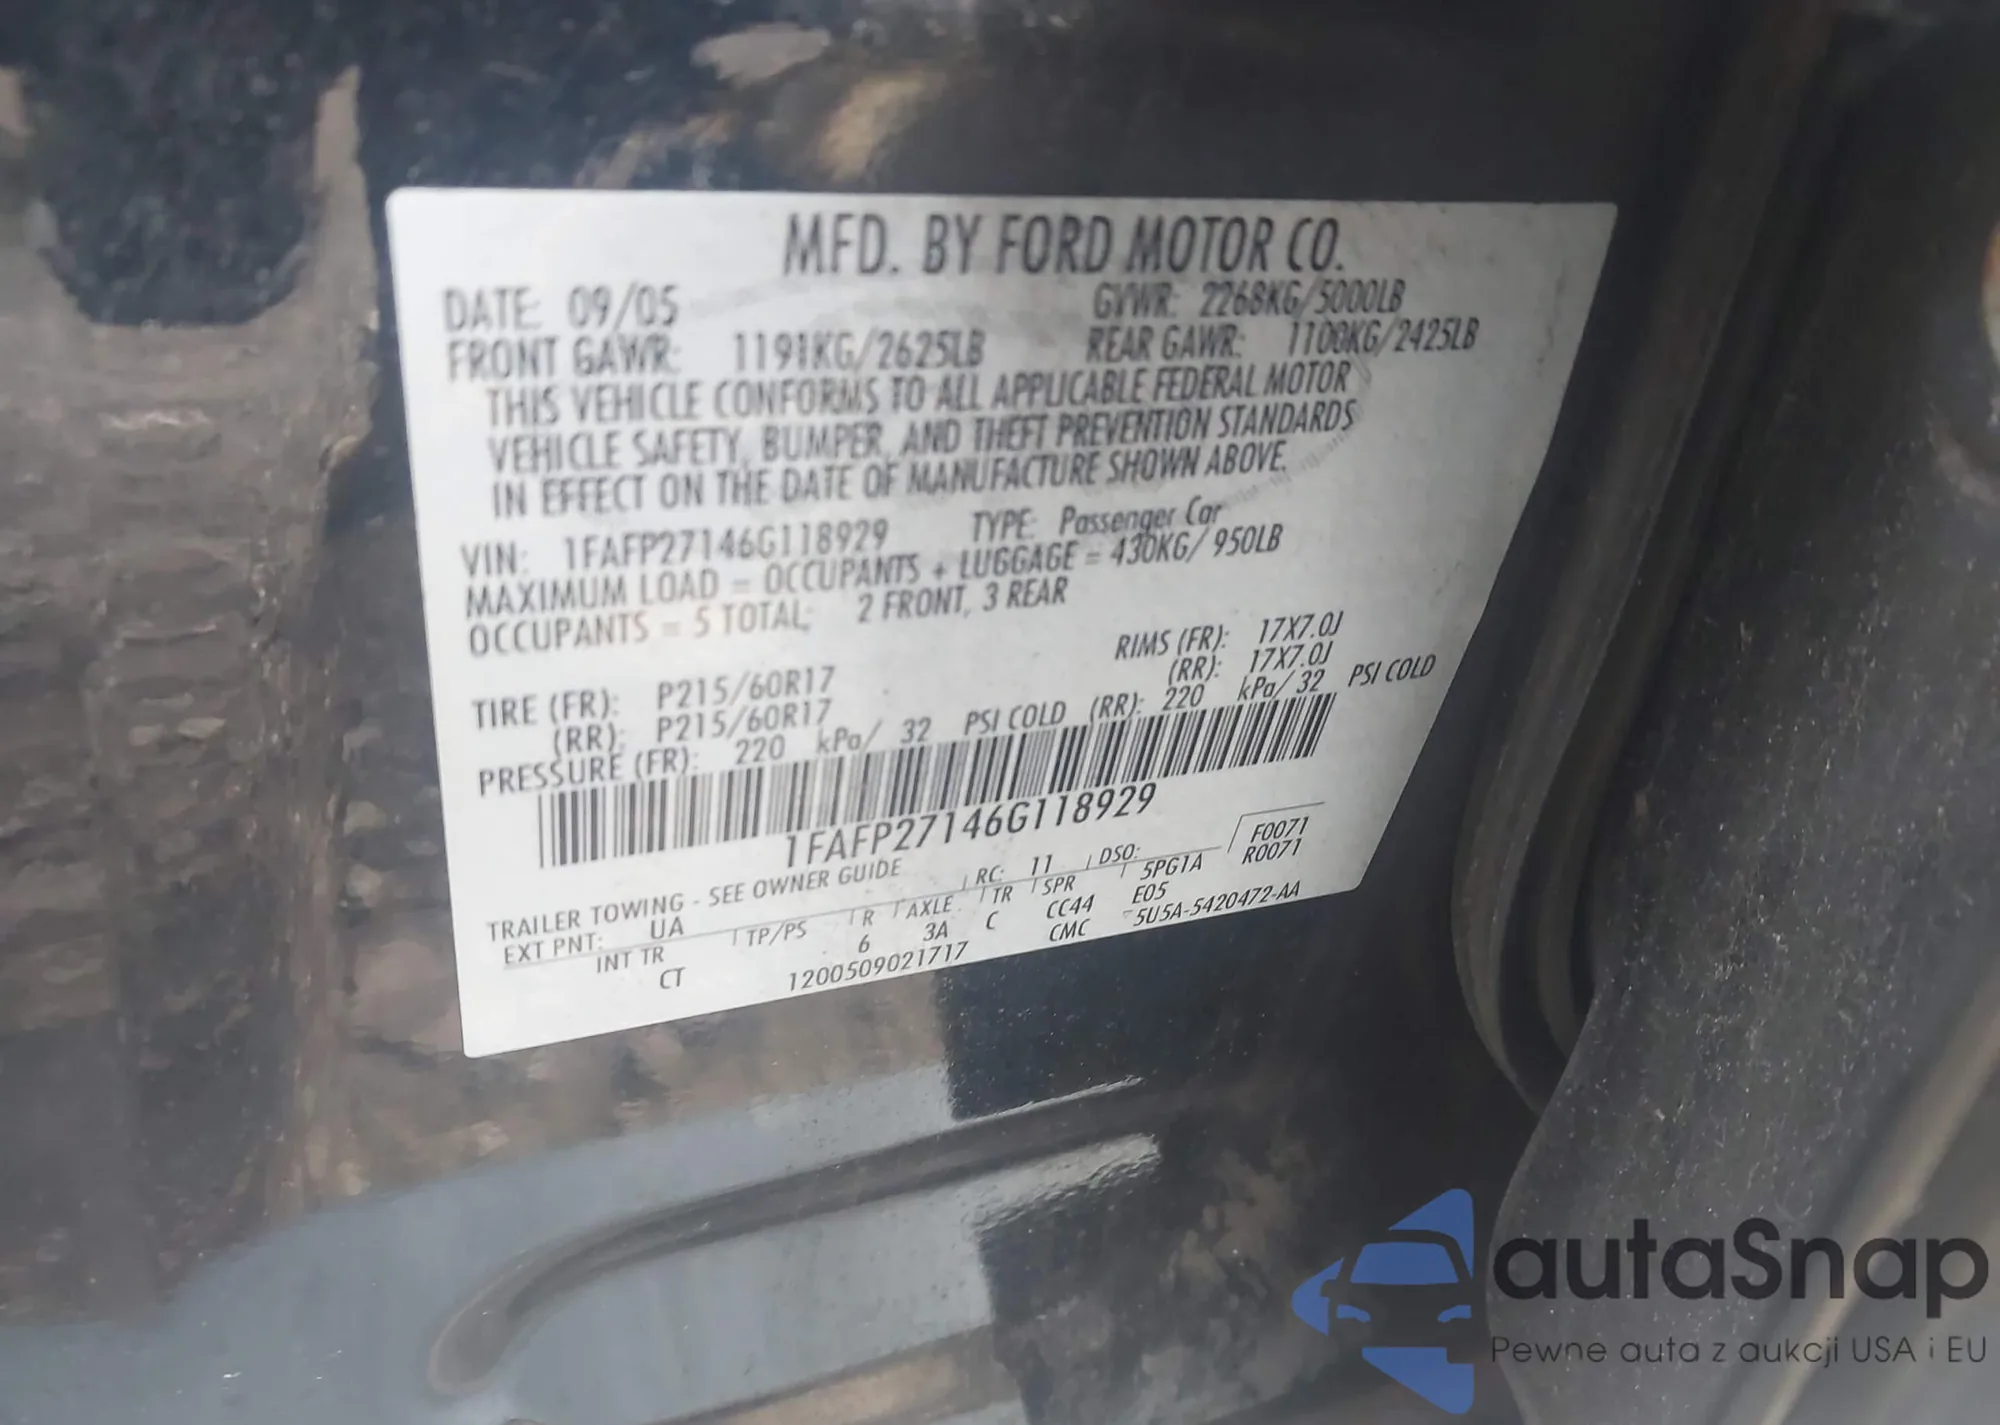 MFD. BY FORD MOTOR CO.
DATE: 09/05 GVWR: 2268KG/5000LB
FRONT GAWR: 1191KG/2625LB REAR GAWR: 1100KG/2425LB
THIS VEHICLE CONFORMS TO ALL APPLICABLE FEDERAL MOTOR
VEHICLE SAFETY, BUMPER, AND THEFT PREVENTION STANDARDS
IN EFFECT ON THE DATE OF MANUFACTURE SHOWN ABOVE.
VIN: 1FAFP27146G118929 TYPE: Passenger Car
MAXIMUM LOAD = OCCUPANTS + LUGGAGE = 430KG/950LB
OCCUPANTS = 5 TOTAL; 2 FRONT, 3 REAR
TIRE (FR): P215/60R17 RIMS (FR): 17X7.0J
(RR): P215/60R17 (RR): 17X7.0J
PRESSURE (FR): 220 kPa/ 32 PSI COLD (RR): 220 kPa/ 32 PSI COLD
1FAFP27146G118929
TRAILER TOWING - SEE OWNER GUIDE RC: 11 DSO: F0071
EXT PNT: UA R0071
INT TR TP/PS R AXLE TR SPR 5PG1A
CT 6 3A C CC44 E05
1200509021717 CMC 5U5A-5420472-AA
autaSnap
Pewne auta z aukcji USA i EU